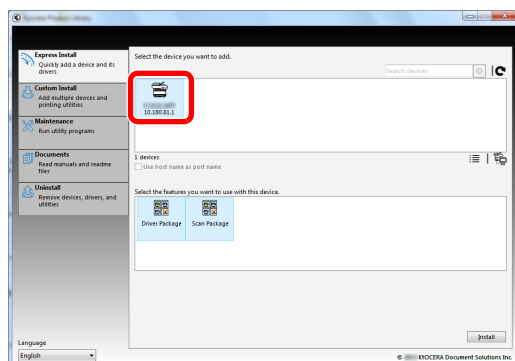 Express Install
Quickly add a device and its
drivers
Custom Install
Add multiple devices and
printing utilities
Maintenance
Run utility programs
Documents
Read manuals and readme
files
Uninstall
Remove devices, drivers, and
utilities
Language
English
Select the device you want to add.
Search devices
10.180.81.1
1 devices
Use host name as port name
Select the features you want to use with this device.
Driver Package
Scan Package
Install
© KYOCERA Document Solutions Inc.